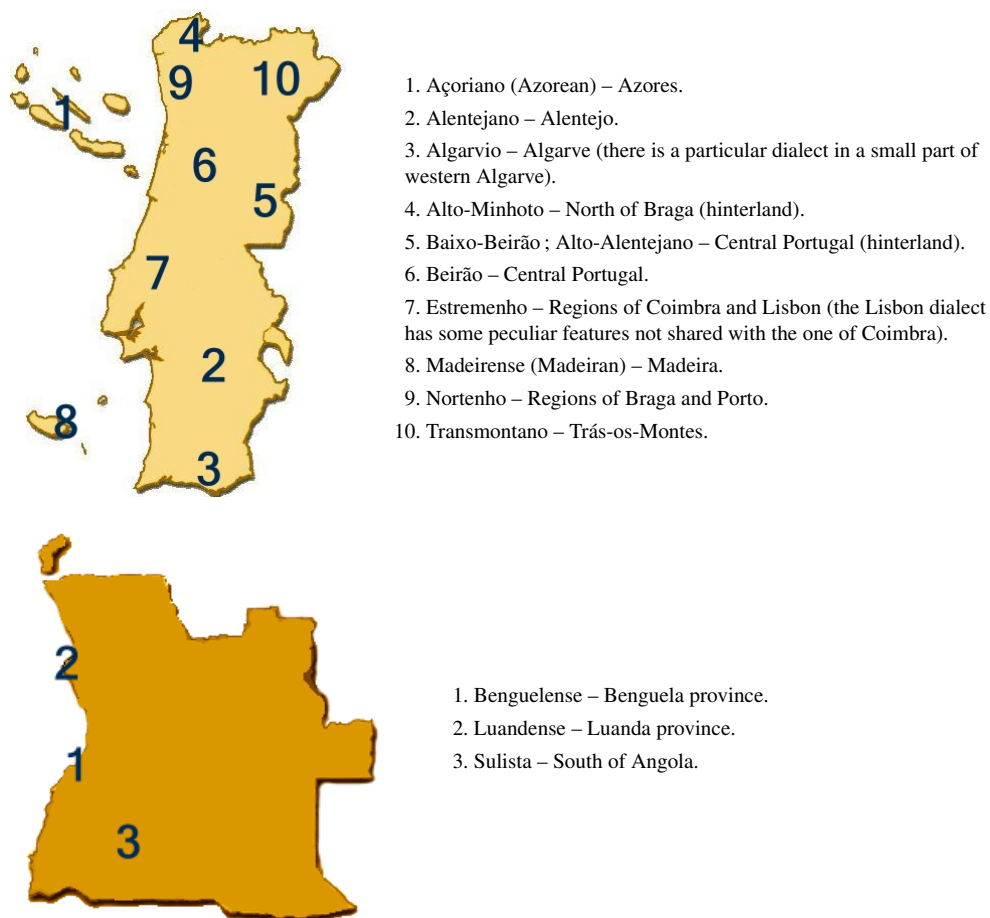 4
9
10
1
6
5
7
2
8
3
1. Açoriano (Azorean) – Azores.
2. Alentejano – Alentejo.
3. Algarvio – Algarve (there is a particular dialect in a small part of
western Algarve).
4. Alto-Minhoto – North of Braga (hinterland).
5. Baixo-Beirão ; Alto-Alentejano – Central Portugal (hinterland).
6. Beirão – Central Portugal.
7. Estremenho – Regions of Coimbra and Lisbon (the Lisbon dialect
has some peculiar features not shared with the one of Coimbra).
8. Madeirense (Madeiran) – Madeira.
9. Nortenho – Regions of Braga and Porto.
10. Transmontano – Trás-os-Montes.
2
1
3
1. Benguelense – Benguela province.
2. Luandense – Luanda province.
3. Sulista – South of Angola.